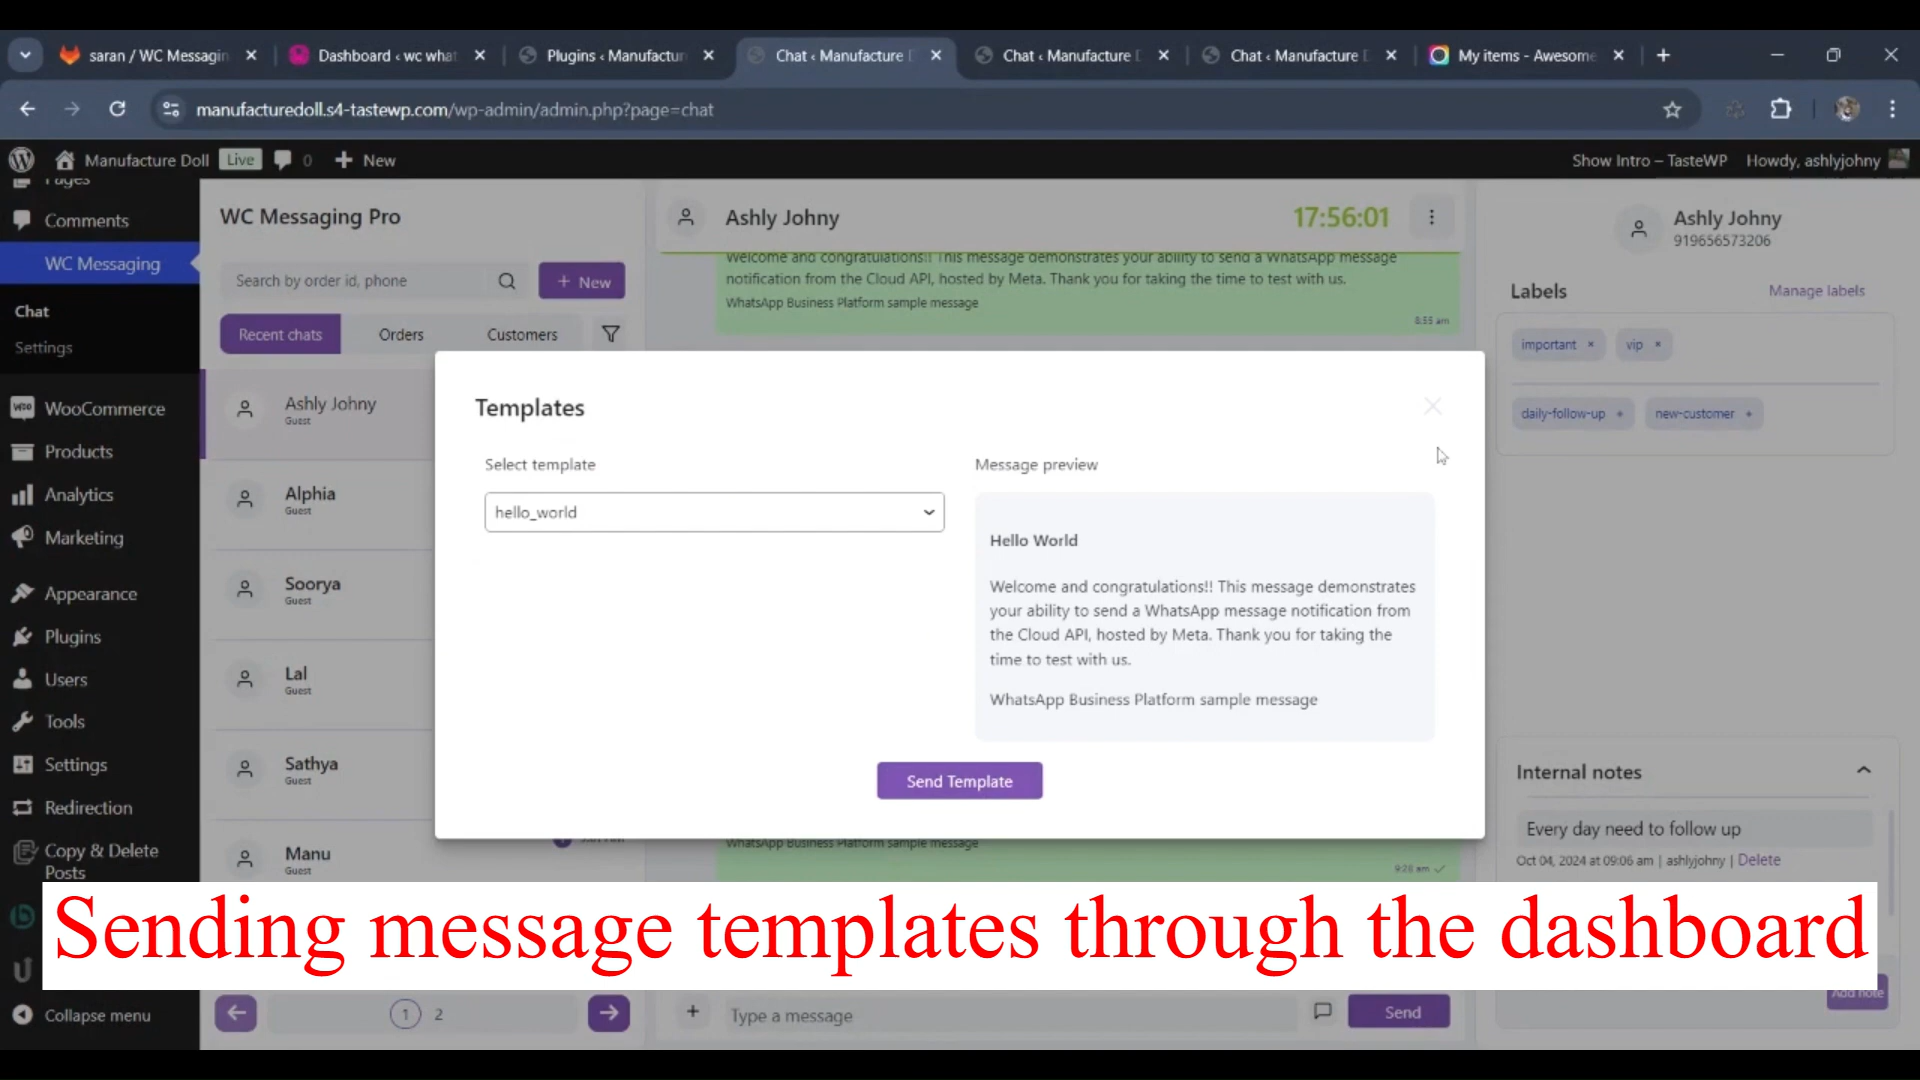 saran / WC Messagin
Dashboard ‹ wc what
Plugins ‹ Manufactur
Chat ‹ Manufacture D
Chat ‹ Manufacture D
Chat ‹ Manufacture D
My items - Awesome
manufacturedoll.s4-tastewp.com/wp-admin/admin.php?page=chat
Manufacture Doll Live 0 + New
Show Intro – TasteWP Howdy, ashlyjohny
Pages
Comments
WC Messaging
Chat
Settings
WooCommerce
Products
Analytics
Marketing
Appearance
Plugins
Users
Tools
Settings
Redirection
Copy & Delete
Posts
Collapse menu
WC Messaging Pro
Search by order id, phone
+ New
Recent chats Orders Customers
Ashly Johny
Guest
Alphia
Guest
Soorya
Guest
Lal
Guest
Sathya
Guest
Manu
Guest
1 2
Ashly Johny 17:56:01
Welcome and congratulations!! This message demonstrates your ability to send a WhatsApp message
notification from the Cloud API, hosted by Meta. Thank you for taking the time to test with us.
WhatsApp Business Platform sample message
8:55 am
Templates
Select template
hello_world
Message preview
Hello World
Welcome and congratulations!! This message demonstrates
your ability to send a WhatsApp message notification from
the Cloud API, hosted by Meta. Thank you for taking the
time to test with us.
WhatsApp Business Platform sample message
Send Template
WhatsApp Business Platform sample message
9:28 am
Type a message
Send
Ashly Johny
919656573206
Labels Manage labels
important × vip ×
daily-follow-up + new-customer +
Internal notes
Every day need to follow up
Oct 04, 2024 at 09:06 am | ashlyjohny | Delete
Add note
Sending message templates through the dashboard